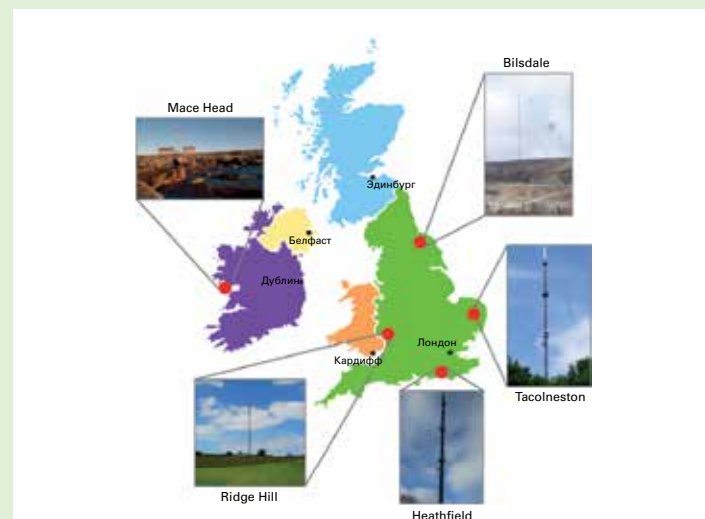 Bilsdale
Mace Head
Эдинбург
Белфаст
Дублин
Лондон
Кардифф
Tacolneston
Ridge Hill
Heathfield